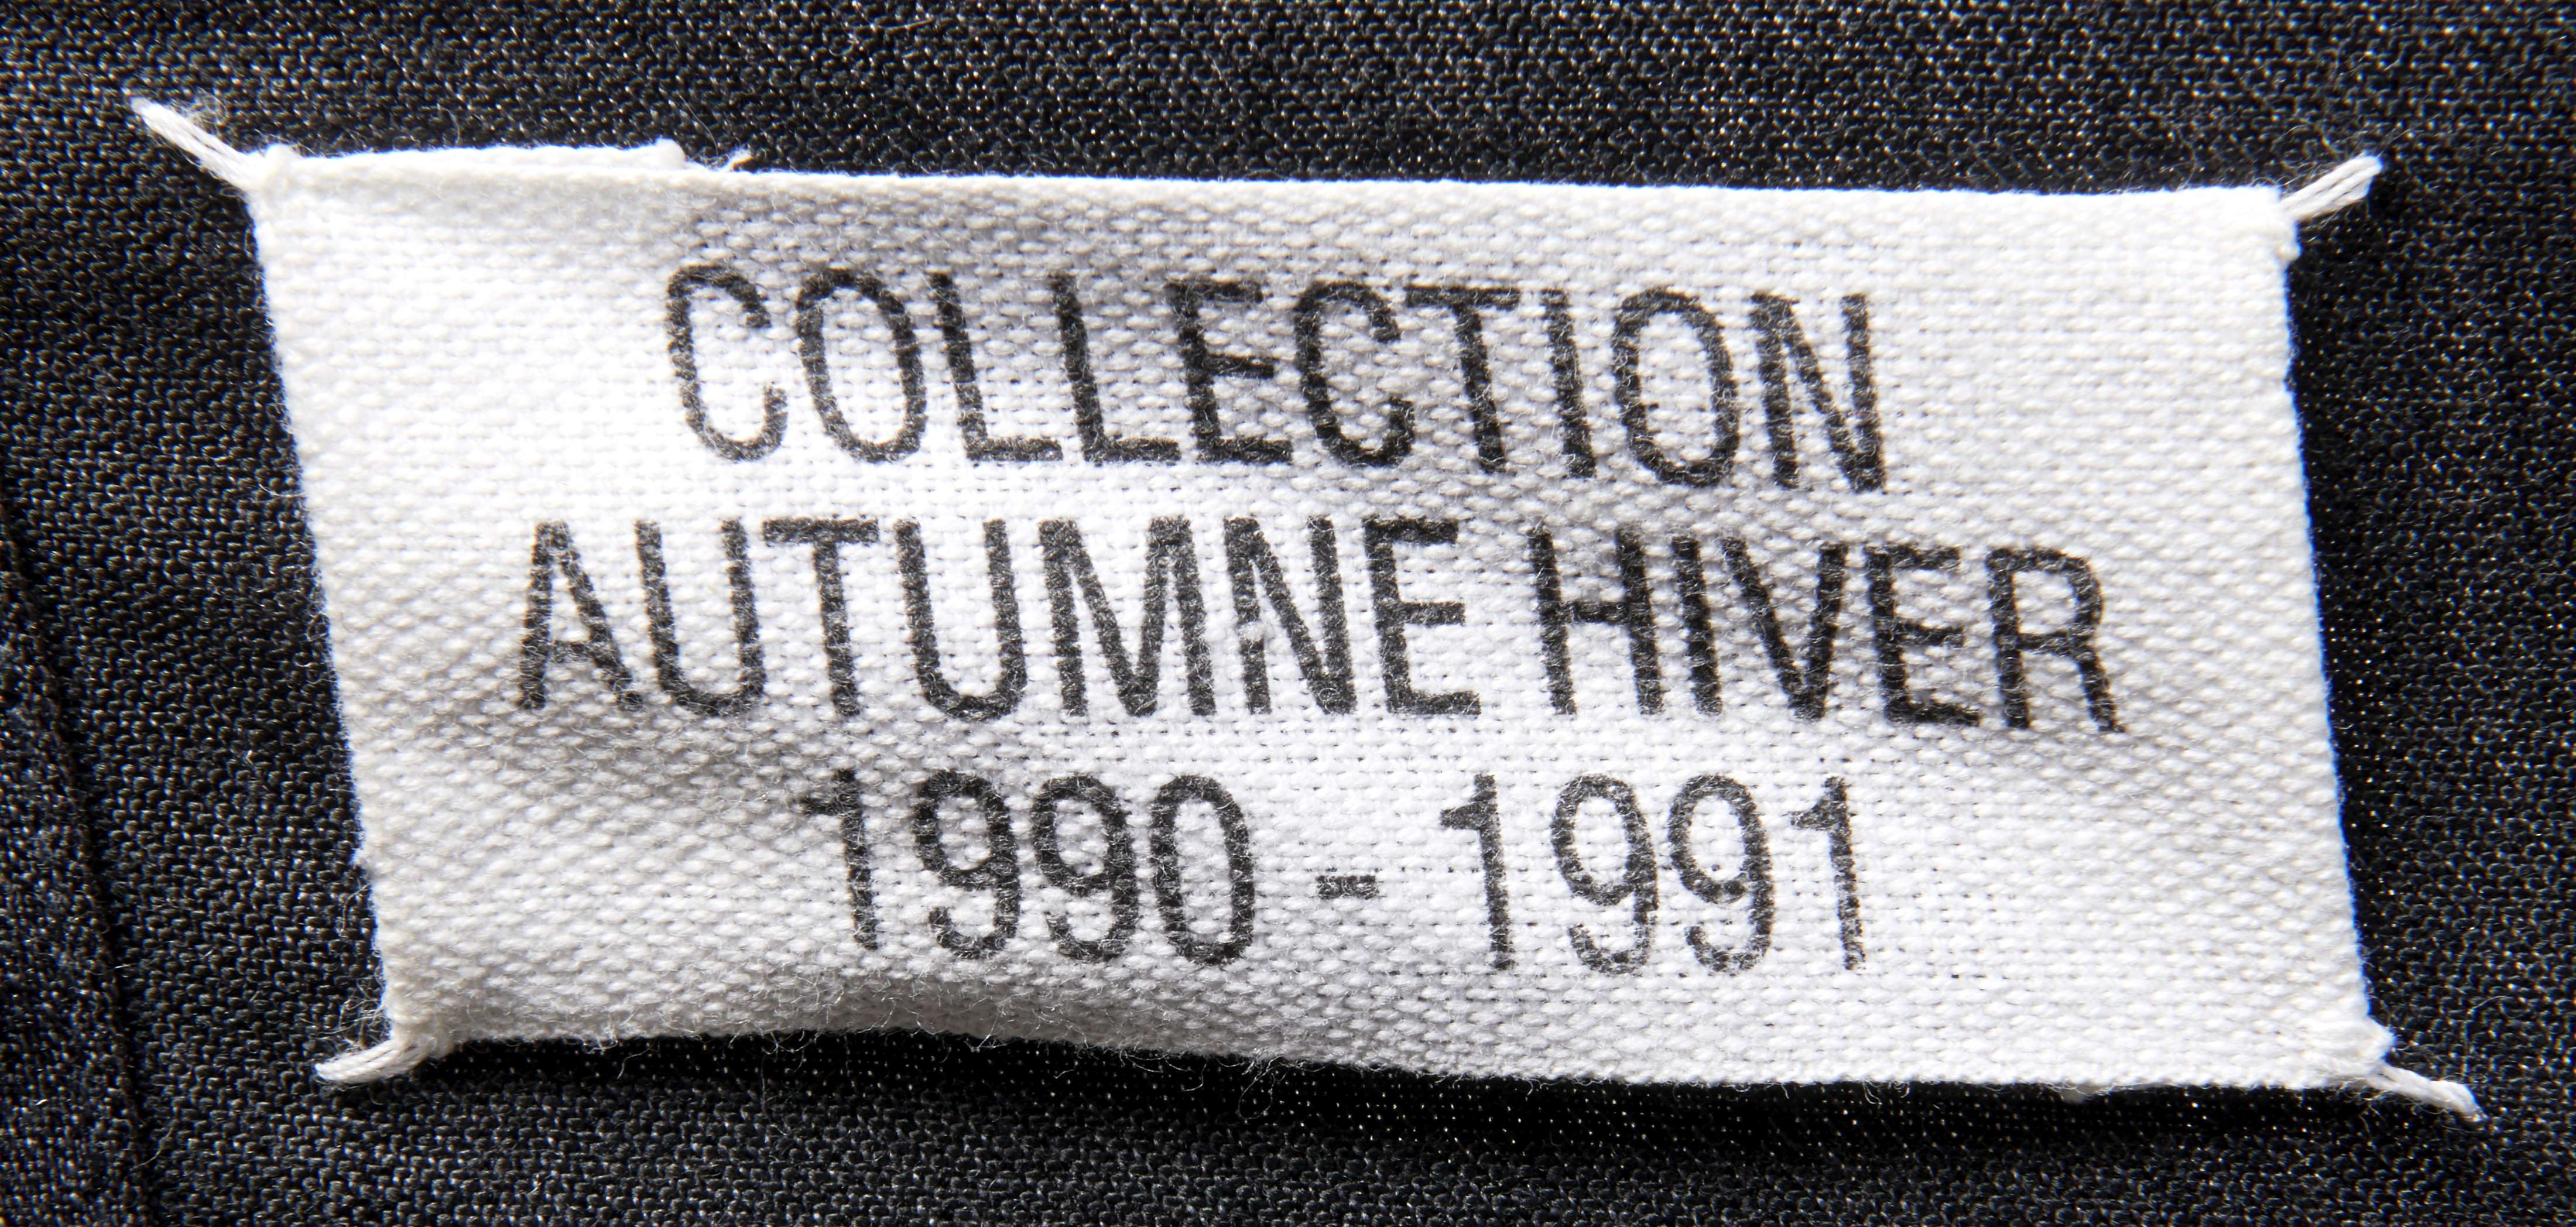 COLLECTION
AUTUMNE HIVER
1990 - 1991